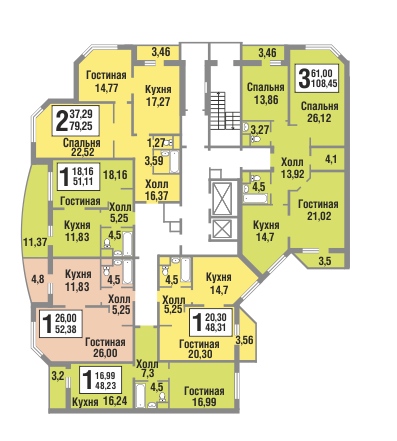 3,46
3,46
Гостиная
14,77
Кухня
17,27
3 61,00
108,45
Спальня
13,86
Спальня
26,12
2 37,29
79,25
1,27
3,27
Спальня
22,52
3,59
Холл
13,92
4,1
1 18,16
51,11
18,16
Холл
16,37
4,5
Гостиная
21,02
Гостиная
Холл
5,25
Кухня
11,83
4,5
Кухня
14,7
11,37
3,5
4,8
Кухня
11,83
4,5
4,5
Кухня
14,7
Холл
5,25
Холл
5,25
1 26,00
52,38
1 20,30
48,31
3,56
Гостиная
26,00
Гостиная
20,30
Холл
7,3
3,2
1 16,99
48,23
4,5
Гостиная
16,99
Кухня 16,24